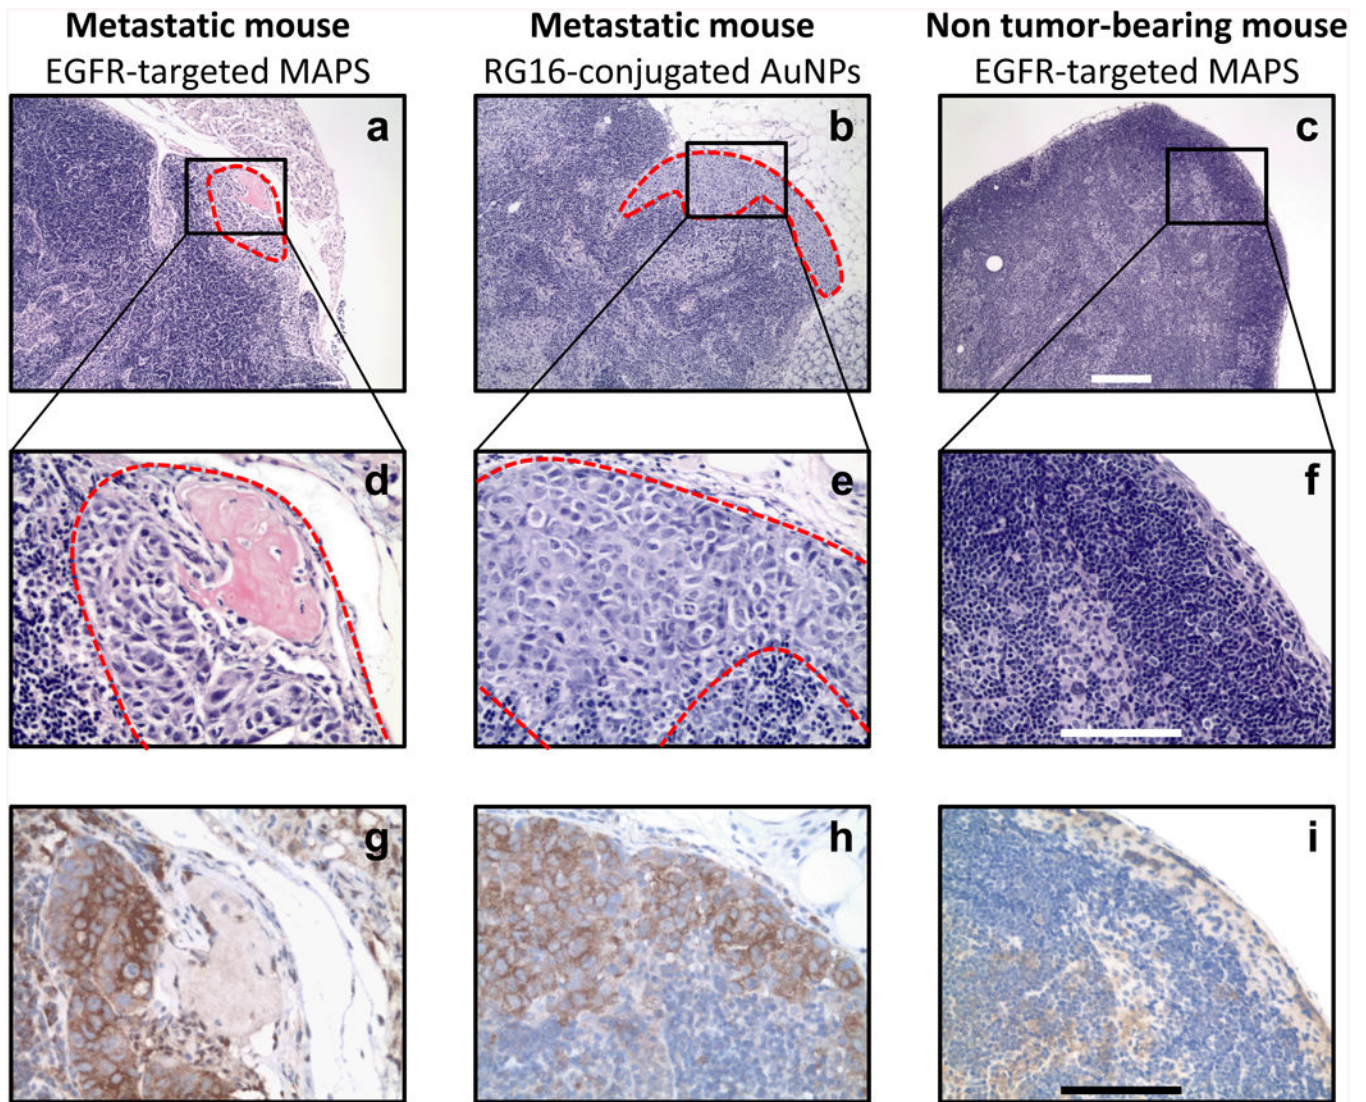 Metastatic mouse
EGFR-targeted MAPS
Metastatic mouse
RG16-conjugated AuNPs
Non tumor-bearing mouse
EGFR-targeted MAPS
a
b
c
d
e
f
g
h
i